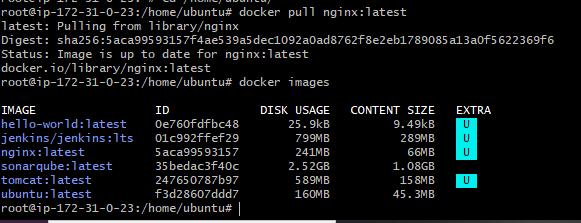 root@ip-172-31-0-23:/home/ubuntu# docker pull nginx:latest
latest: Pulling from library/nginx
Digest: sha256:5aca99593157f4ae539a5dec1092a0ad8762f8e2eb1789085a13a0f5622369f6
Status: Image is up to date for nginx:latest
docker.io/library/nginx:latest
root@ip-172-31-0-23:/home/ubuntu# docker images
IMAGE ID DISK USAGE CONTENT SIZE EXTRA
hello-world:latest 0e760fdfbc48 25.9kB 9.49kB U
jenkins/jenkins:lts 01c992ffef29 799MB 289MB U
nginx:latest 5aca99593157 241MB 66MB U
sonarqube:latest 35bedac3f40c 2.52GB 1.08GB
tomcat:latest 247650787b97 589MB 158MB U
ubuntu:latest f3d28607ddd7 160MB 45.3MB
root@ip-172-31-0-23:/home/ubuntu#